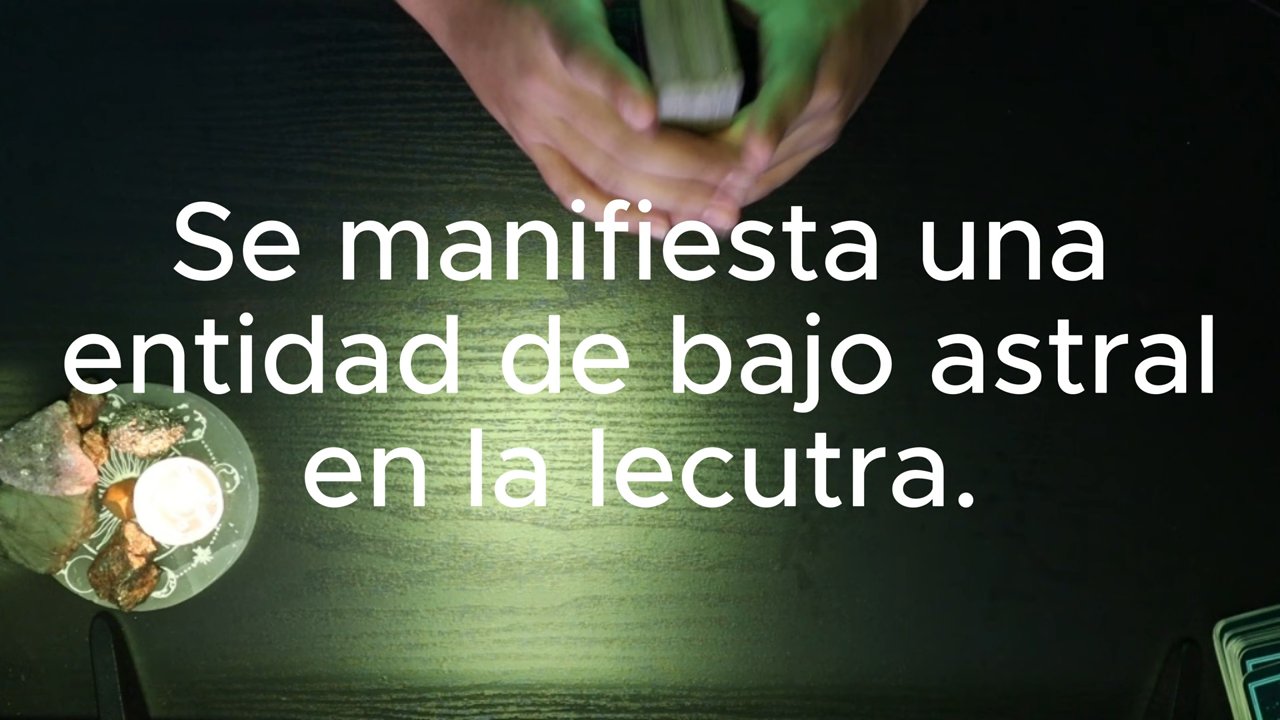 Se manifiesta una
entidad de bajo astral
en la lecutra.